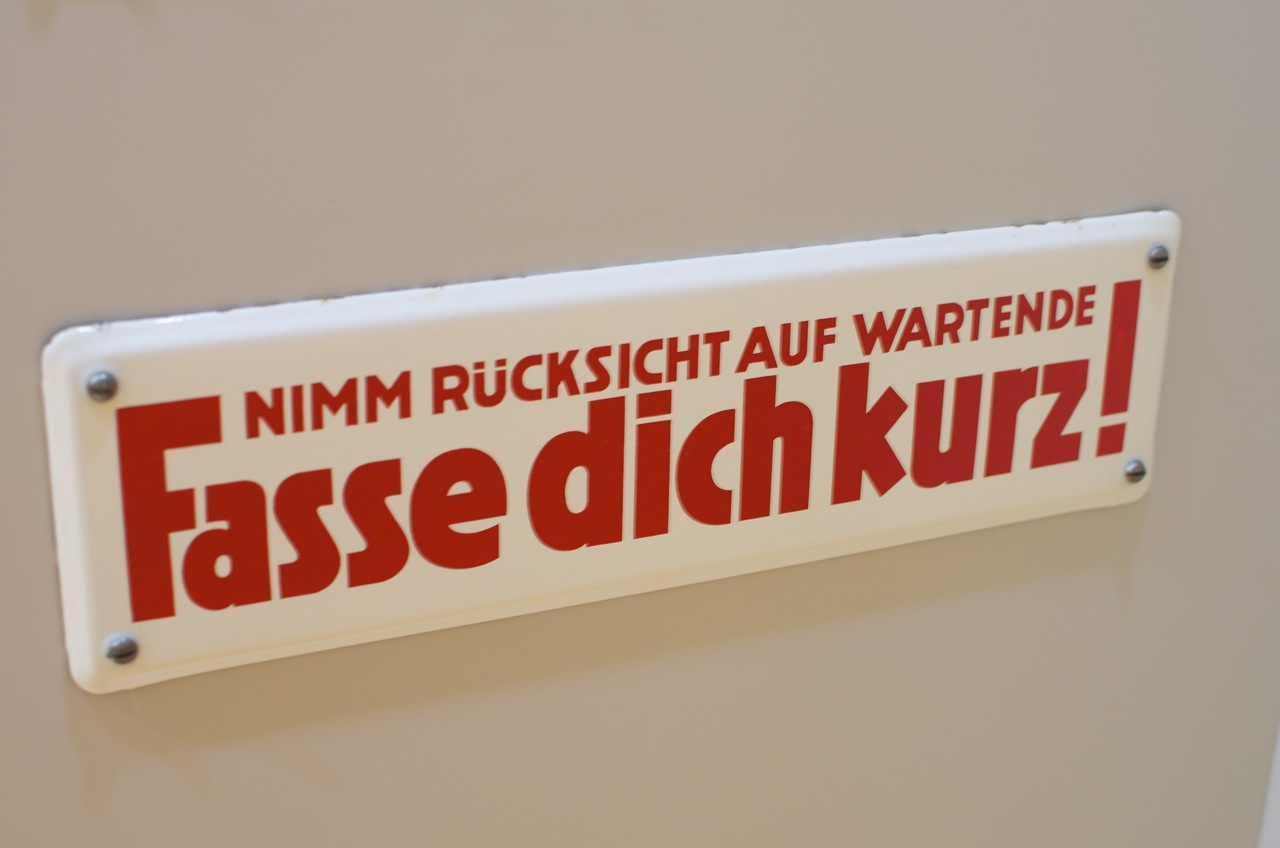 NIMM RÜCKSICHT AUF WARTENDE
Fasse dich kurz!